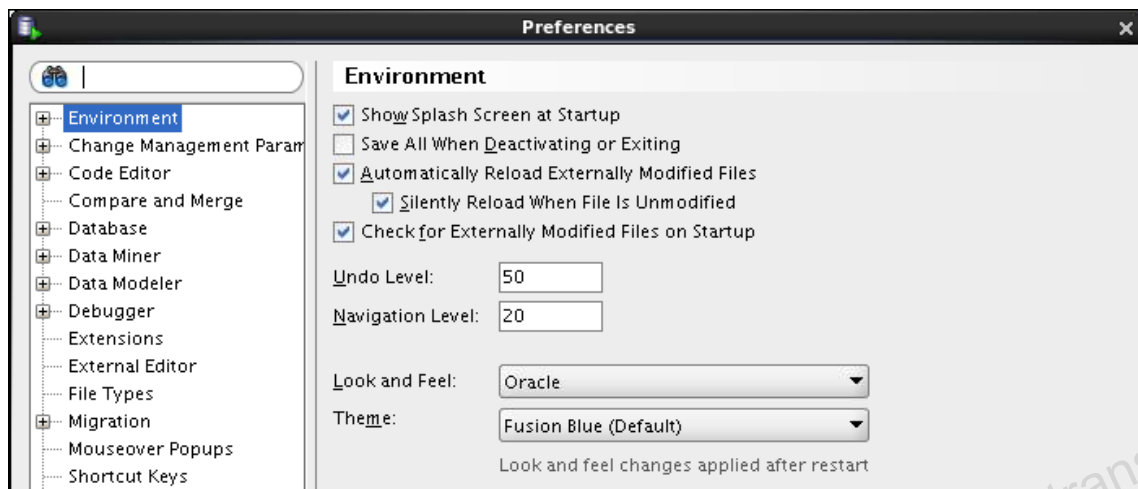 Preferences
Environment
Change Management Param
Code Editor
Compare and Merge
Database
Data Miner
Data Modeler
Debugger
Extensions
External Editor
File Types
Migration
Mouseover Popups
Shortcut Keys
Environment
Show Splash Screen at Startup
Save All When Deactivating or Exiting
Automatically Reload Externally Modified Files
Silently Reload When File Is Unmodified
Check for Externally Modified Files on Startup
Undo Level: 50
Navigation Level: 20
Look and Feel: Oracle
Theme: Fusion Blue (Default)
Look and feel changes applied after restart